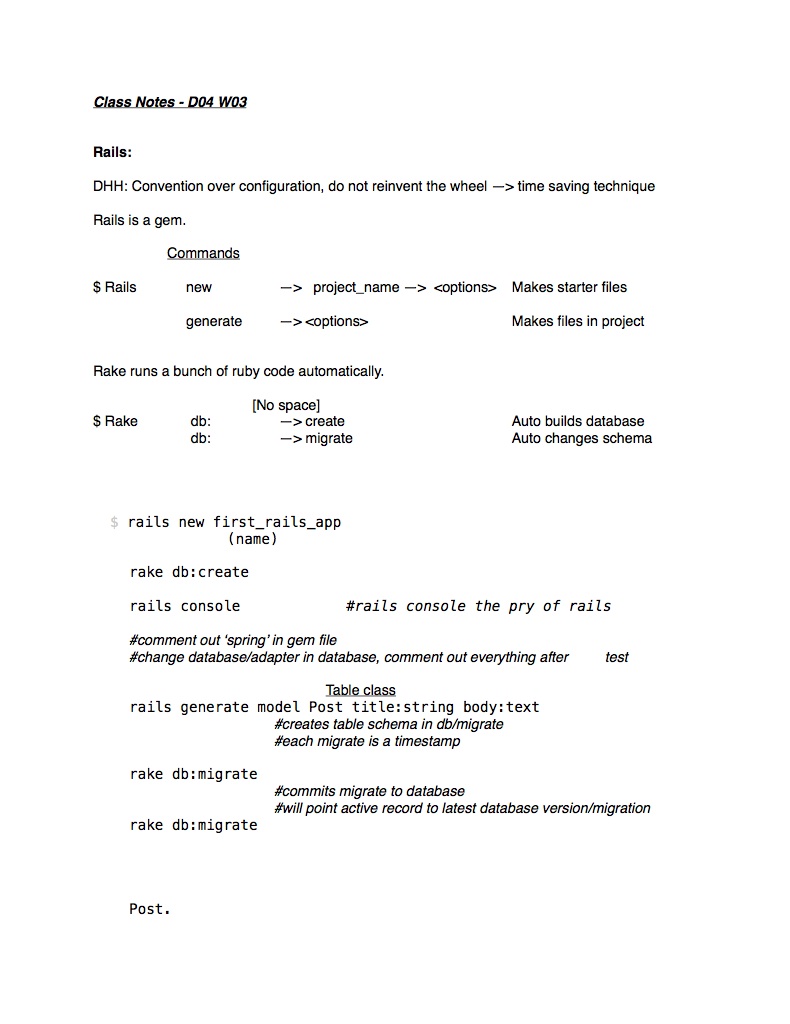 Class Notes - D04 W03
Rails:
DHH: Convention over configuration, do not reinvent the wheel —> time saving technique
Rails is a gem.
Commands
$ Rails new —> project_name —> <options> Makes starter files
generate —> <options> Makes files in project
Rake runs a bunch of ruby code automatically.
[No space]
$ Rake db: —> create Auto builds database
db: —> migrate Auto changes schema
$ rails new first_rails_app
(name)
rake db:create
rails console #rails console the pry of rails
#comment out ‘spring’ in gem file
#change database/adapter in database, comment out everything after test
Table class
rails generate model Post title:string body:text
#creates table schema in db/migrate
#each migrate is a timestamp
rake db:migrate
#commits migrate to database
#will point active record to latest database version/migration
rake db:migrate
Post.